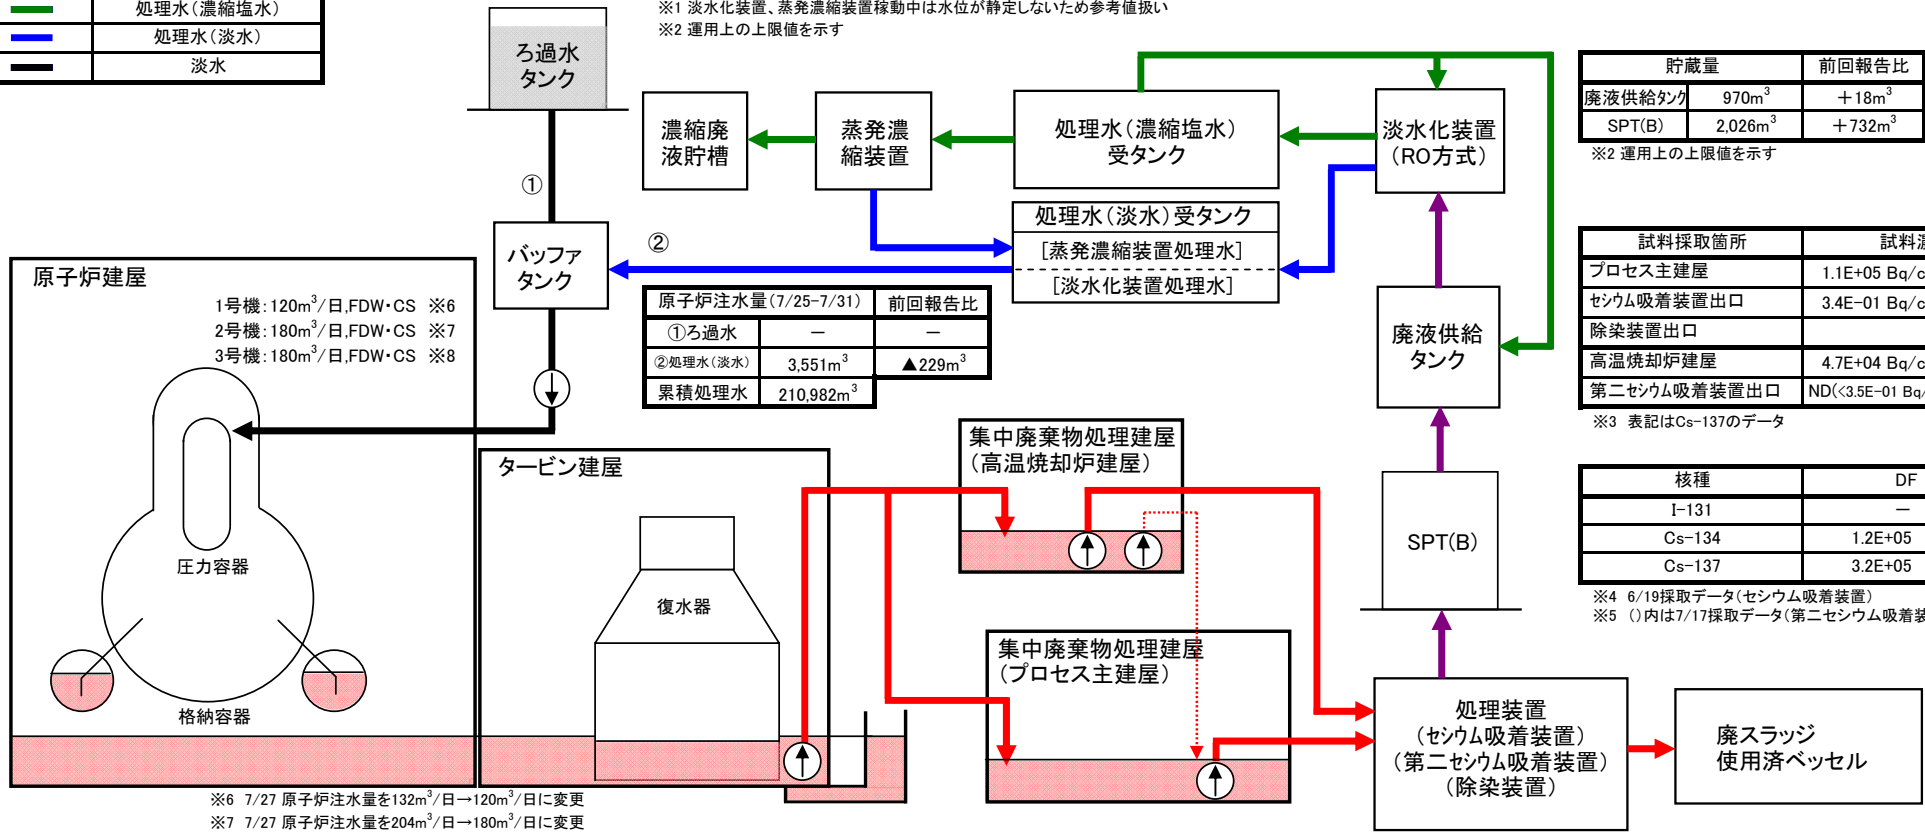 処理水(濃縮塩水)
処理水(淡水)
淡水
※1 淡水化装置、蒸発濃縮装置稼動中は水位が静定しないため参考値扱い
※2 運用上の上限値を示す
ろ過水
タンク
濃縮廃
液貯槽
蒸発濃
縮装置
処理水(濃縮塩水)
受タンク
淡水化装置
(RO方式)
貯蔵量 前回報告比
廃液供給タンク 970m³ +18m³
SPT(B) 2,026m³ +732m³
※2 運用上の上限値を示す
①
②
バッファ
タンク
処理水(淡水)受タンク
[蒸発濃縮装置処理水]
[淡水化装置処理水]
原子炉建屋
1号機:120m³/日,FDW・CS ※6
2号機:180m³/日,FDW・CS ※7
3号機:180m³/日,FDW・CS ※8
原子炉注水量(7/25-7/31) 前回報告比
①ろ過水 - -
②処理水(淡水) 3,551m³ ▲229m³
累積処理水 210,982m³
廃液供給
タンク
試料採取箇所
プロセス主建屋 1.1E+05
セシウム吸着装置出口 3.4E-01
除染装置出口
高温焼却炉建屋 4.7E+04
第二セシウム吸着装置出口 ND(<3.5E-01
※3 表記はCs-137のデータ
圧力容器
格納容器
タービン建屋
復水器
集中廃棄物処理建屋
(高温焼却炉建屋)
SPT(B)
核種 DF
I-131 -
Cs-134 1.2E+05
Cs-137 3.2E+05
※4 6/19採取データ(セシウム吸着装置)
※5 ()内は7/17採取データ(第二セシウム吸着装
集中廃棄物処理建屋
(プロセス主建屋)
処理装置
(セシウム吸着装置)
(第二セシウム吸着装置)
(除染装置)
廃スラッジ
使用済ベッセル
※6 7/27 原子炉注水量を132m³/日→120m³/日に変更
※7 7/27 原子炉注水量を204m³/日→180m³/日に変更